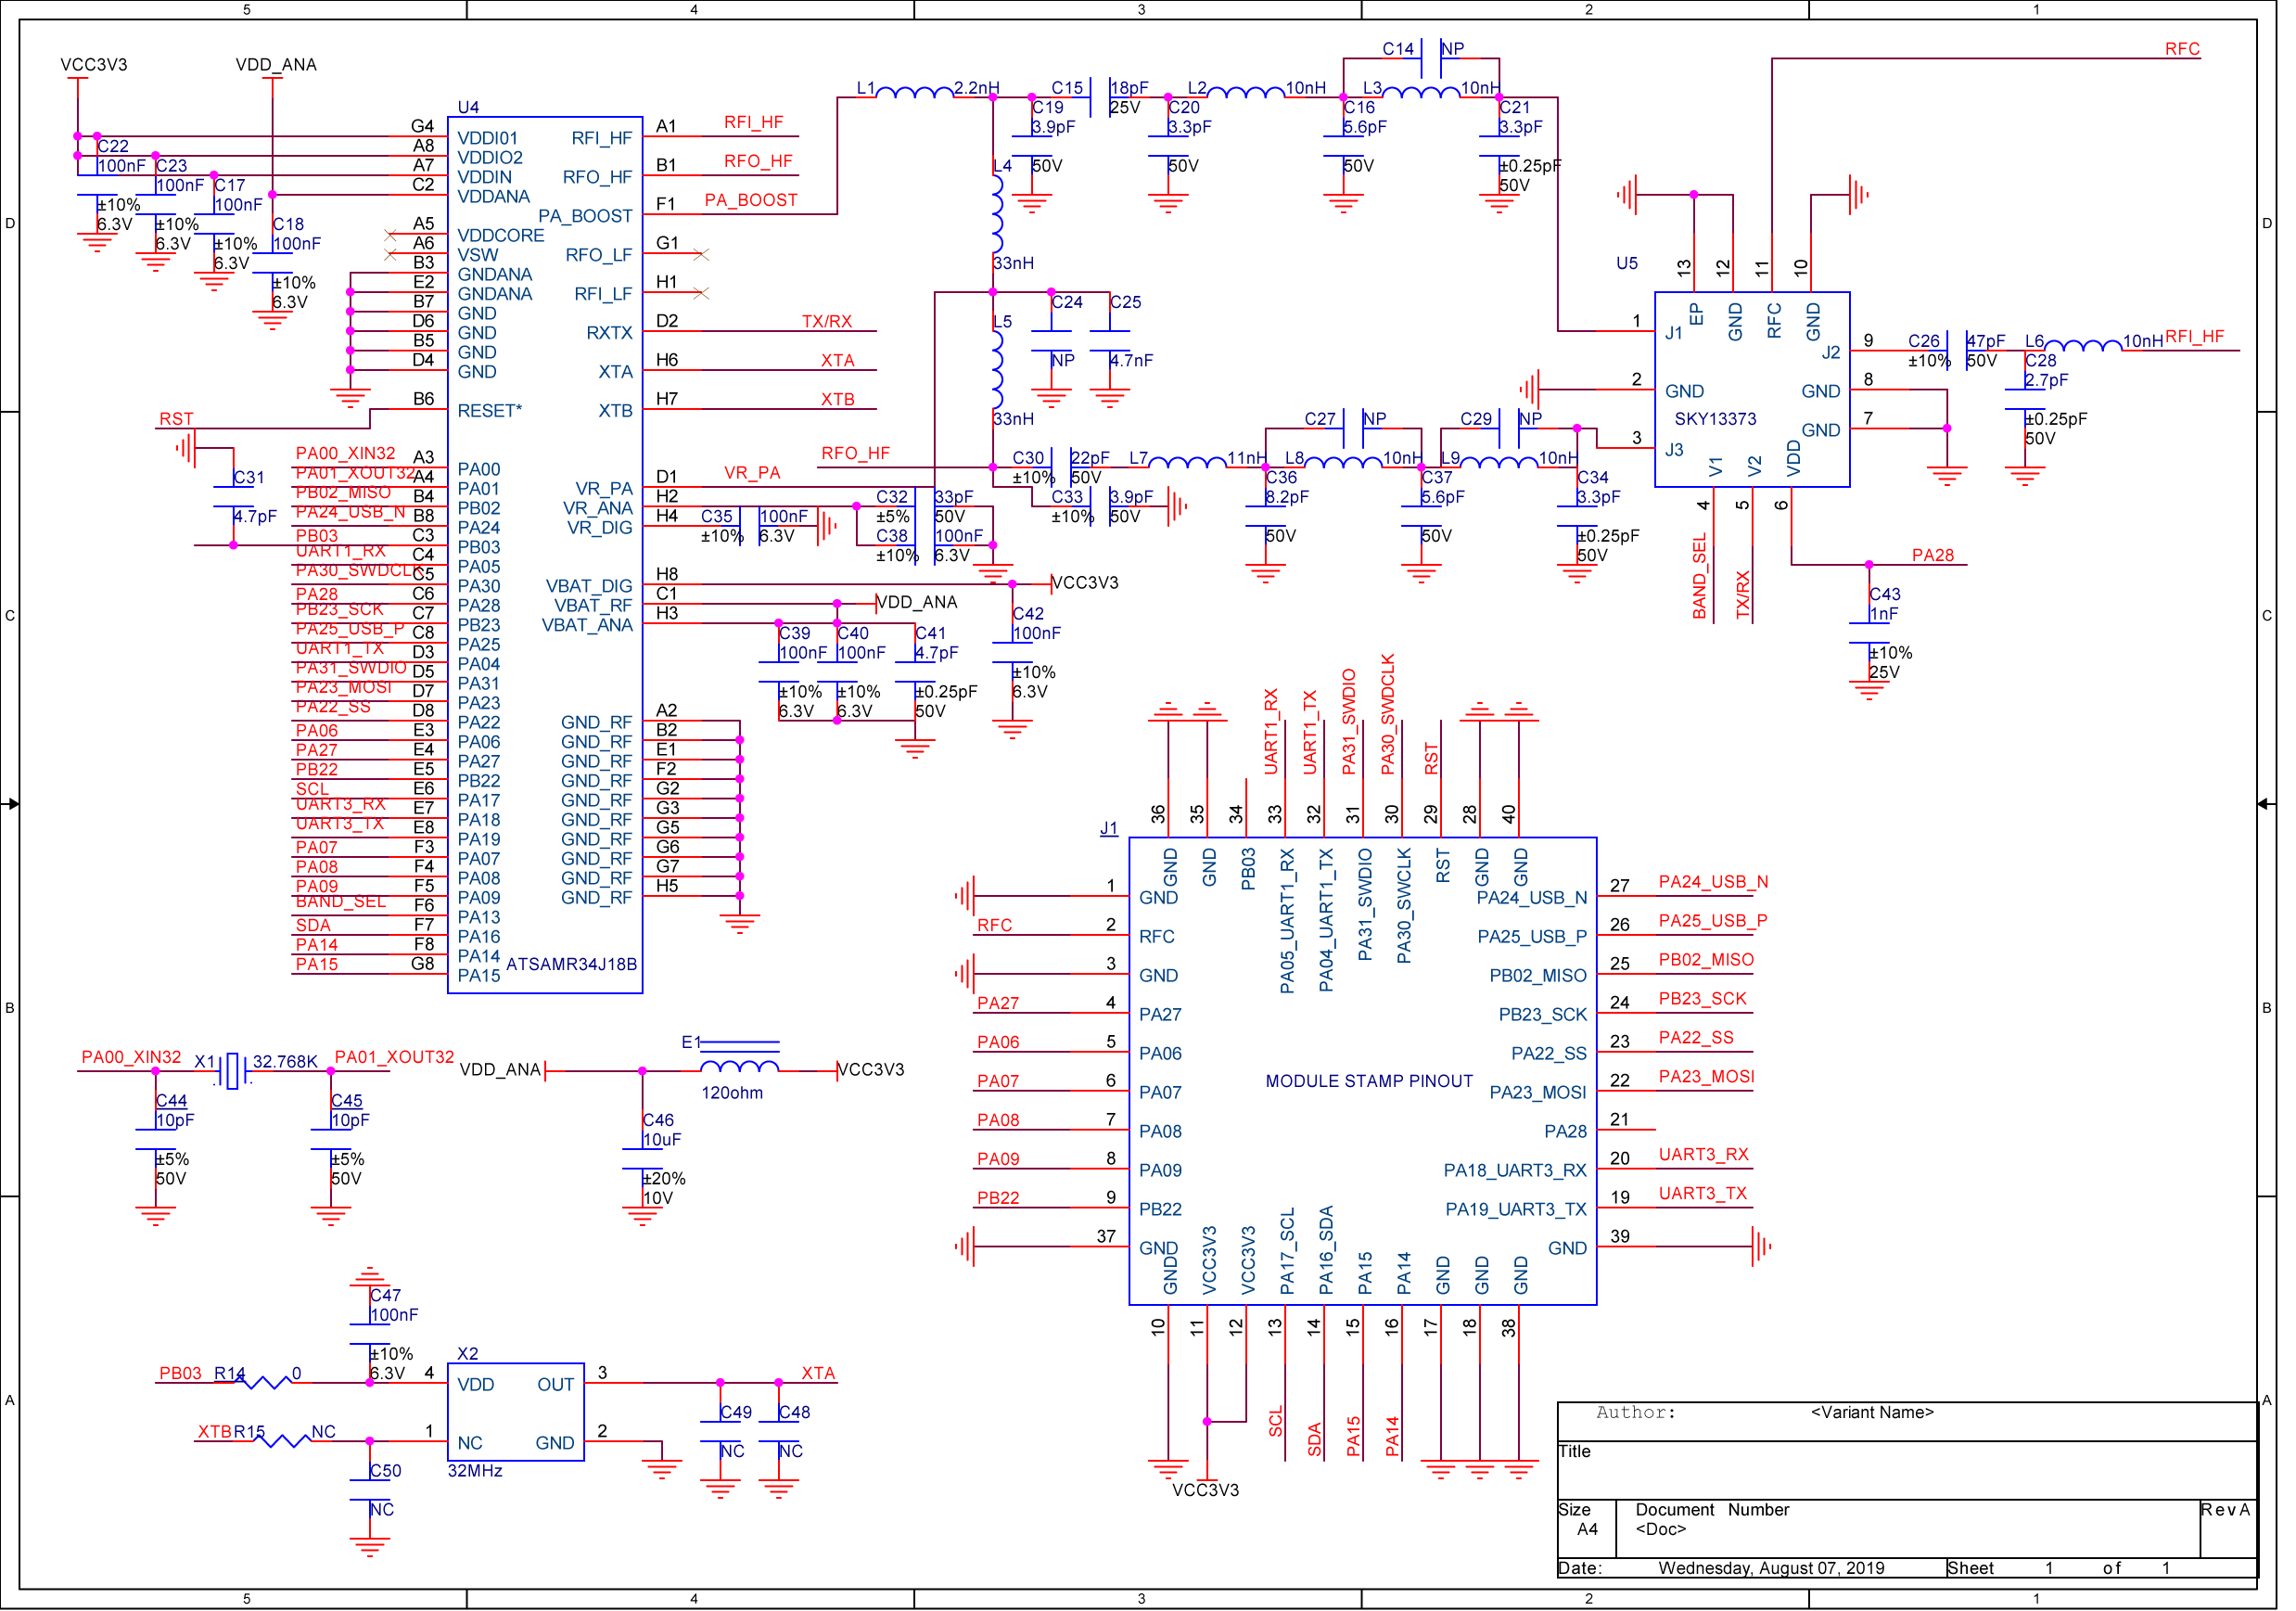 5 4 3 2 1
D
C
B
A
VCC3V3
VDD_ANA
C22
100nF
±10%
6.3V
C23
100nF
±10%
6.3V
C17
100nF
±10%
6.3V
C18
100nF
±10%
6.3V
U4
G4 VDDI01
A8 VDDIO2
A7 VDDIN
C2 VDDANA
A5 VDDCORE
A6 VSW
B3 GNDANA
E2 GNDANA
B7 GND
D6 GND
B5 GND
D4 GND
RST B6 RESET*
PA00_XIN32 A3 PA00
PA01_XOUT32 A4 PA01
PB02_MISO B4 PB02
PA24_USB_N B8 PA24
PB03 C3 PB03
UART1_RX C4 PA05
PA30_SWDCLK C5 PA30
PA28 C6 PA28
PB23_SCK C7 PB23
PA25_USB_P C8 PA25
UART1_TX D3 PA04
PA31_SWDIO D5 PA31
PA23_MOSI D7 PA23
PA22_SS D8 PA22
PA06 E3 PA06
PA27 E4 PA27
PB22 E5 PB22
SCL E6 PA17
UART3_RX E7 PA18
UART3_TX E8 PA19
PA07 F3 PA07
PA08 F4 PA08
PA09 F5 PA09
BAND_SEL F6 PA13
SDA F7 PA16
PA14 F8 PA14
PA15 G8 PA15
ATSAMR34J18B
C31
4.7pF
RFI_HF A1 RFI_HF
RFO_HF B1 RFO_HF
PA_BOOST F1 PA_BOOST
RFO_LF G1
RFI_LF H1
RXTX D2 TX/RX
XTA H6 XTA
XTB H7 XTB
VR_PA D1 VR_PA
VR_ANA H2
VR_DIG H4
VBAT_DIG H8 VCC3V3
VBAT_RF C1 VDD_ANA
VBAT_ANA H3
GND_RF A2
GND_RF B2
GND_RF E1
GND_RF F2
GND_RF G2
GND_RF G3
GND_RF G5
GND_RF G6
GND_RF G7
GND_RF H5
C35 100nF
±10% 6.3V
C32 33pF
±5% 50V
C38 100nF
±10% 6.3V
C39
100nF
±10%
6.3V
C40
100nF
±10%
6.3V
C41
4.7pF
±0.25pF
50V
C42
100nF
±10%
6.3V
L1 2.2nH
C15 18pF
25V
C19
3.9pF
50V
L2 10nH
C20
3.3pF
50V
C14 NP
L3 10nH
C16
5.6pF
50V
C21
3.3pF
±0.25pF
50V
L4
33nH
L5
33nH
C24
NP
C25
4.7nF
RFO_HF
C30 22pF
±10% 50V
C33 3.9pF
±10% 50V
L7 11nH
C27 NP
L8 10nH
C29 NP
L9 10nH
C36
8.2pF
50V
C37
5.6pF
50V
C34
3.3pF
±0.25pF
50V
RFC
U5
13 EP
12 GND
11 RFC
10 GND
1 J1
2 GND
3 J3
9 J2
8 GND
7 GND
SKY13373
4 V1 BAND_SEL
5 V2 TX/RX
6 VDD PA28
C26 47pF
±10% 50V
L6 10nH RFI_HF
C28
2.7pF
±0.25pF
50V
C43
1nF
±10%
25V
J1
MODULE STAMP PINOUT
36 GND
35 GND
34 PB03
UART1_RX 33 PA05_UART1_RX
UART1_TX 32 PA04_UART1_TX
PA31_SWDIO 31 PA31_SWDIO
PA30_SWDCLK 30 PA30_SWCLK
RST 29 RST
28 GND
40 GND
1 GND
RFC 2 RFC
3 GND
PA27 4 PA27
PA06 5 PA06
PA07 6 PA07
PA08 7 PA08
PA09 8 PA09
PB22 9 PB22
37 GND
PA24_USB_N 27 PA24_USB_N
PA25_USB_P 26 PA25_USB_P
PB02_MISO 25 PB02_MISO
PB23_SCK 24 PB23_SCK
PA22_SS 23 PA22_SS
PA23_MOSI 22 PA23_MOSI
PA28 21
PA18_UART3_RX 20 UART3_RX
PA19_UART3_TX 19 UART3_TX
GND 39
GND 10
VCC3V3 11
VCC3V3 12
PA17_SCL 13 SCL
PA16_SDA 14 SDA
PA15 15 PA15
PA14 16 PA14
GND 17
GND 18
GND 38
VCC3V3
PA00_XIN32 X1 32.768K PA01_XOUT32
C44
10pF
±5%
50V
C45
10pF
±5%
50V
VDD_ANA E1 VCC3V3
120ohm
C46
10uF
±20%
10V
C47
100nF
±10%
6.3V
PB03 R14 0
XTB R15 NC
X2
4 VDD OUT 3 XTA
1 NC GND 2
32MHz
C50
NC
C49
NC
C48
NC
Author: <Variant Name>
Title
Size
A4
Document Number
<Doc>
RevA
Date: Wednesday, August 07, 2019 Sheet 1 of 1
D
C
B
A
5 4 3 2 1